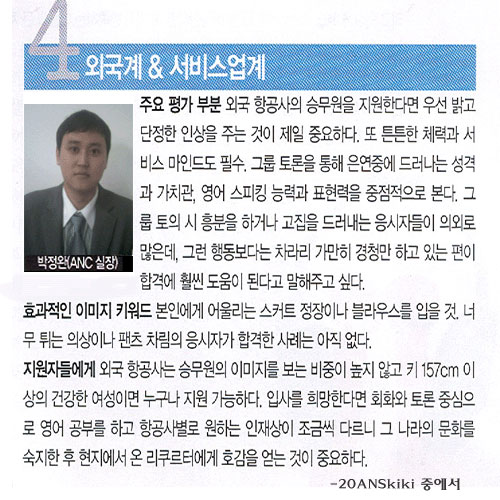 4 외국계 & 서비스업계
주요 평가 부분 외국 항공사의 승무원을 지원한다면 우선 밝고
단정한 인상을 주는 것이 제일 중요하다. 또 튼튼한 체력과 서
비스 마인드도 필수. 그룹 토론을 통해 은연중에 드러나는 성격
과 가치관, 영어 스피킹 능력과 표현력을 중점적으로 본다. 그
룹 토의 시 흥분을 하거나 고집을 드러내는 응시자들이 의외로
많은데, 그런 행동보다는 차라리 가만히 경청만 하고 있는 편이
합격에 훨씬 도움이 된다고 말해주고 싶다.
박정완(ANC 실장)
효과적인 이미지 키워드 본인에게 어울리는 스커트 정장이나 블라우스를 입을 것. 너
무 튀는 의상이나 팬츠 차림의 응시자가 합격한 사례는 아직 없다.
지원자들에게 외국 항공사는 승무원의 이미지를 보는 비중이 높지 않고 키 157cm 이
상의 건강한 여성이면 누구나 지원 가능하다. 입사를 희망한다면 회화와 토론 중심으
로 영어 공부를 하고 항공사별로 원하는 인재상이 조금씩 다르니 그 나라의 문화를
숙지한 후 현지에서 온 리쿠르터에게 호감을 얻는 것이 중요하다.
-20ANSkiki 중에서